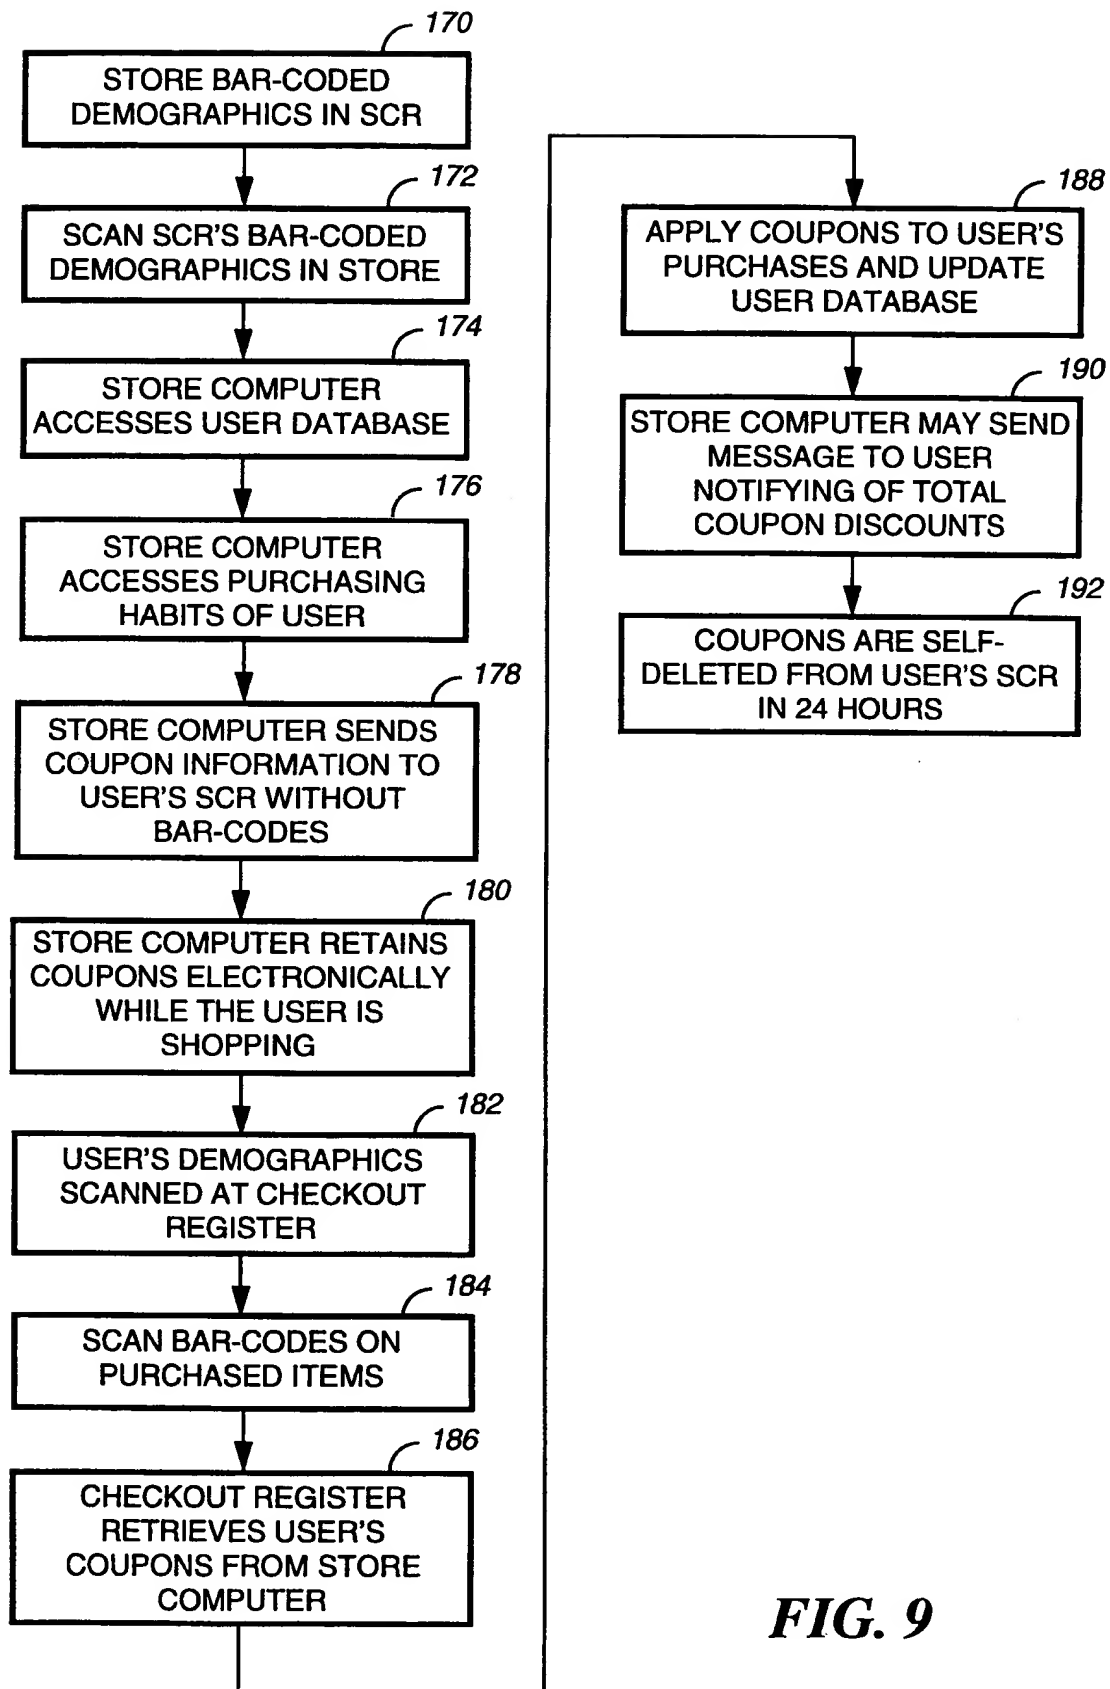 170
STORE BAR-CODED
DEMOGRAPHICS IN SCR
172
SCAN SCR'S BAR-CODED
DEMOGRAPHICS IN STORE
174
STORE COMPUTER
ACCESSES USER DATABASE
176
STORE COMPUTER
ACCESSES PURCHASING
HABITS OF USER
178
STORE COMPUTER SENDS
COUPON INFORMATION TO
USER'S SCR WITHOUT
BAR-CODES
180
STORE COMPUTER RETAINS
COUPONS ELECTRONICALLY
WHILE THE USER IS
SHOPPING
182
USER'S DEMOGRAPHICS
SCANNED AT CHECKOUT
REGISTER
184
SCAN BAR-CODES ON
PURCHASED ITEMS
186
CHECKOUT REGISTER
RETRIEVES USER'S
COUPONS FROM STORE
COMPUTER
188
APPLY COUPONS TO USER'S
PURCHASES AND UPDATE
USER DATABASE
190
STORE COMPUTER MAY SEND
MESSAGE TO USER
NOTIFYING OF TOTAL
COUPON DISCOUNTS
192
COUPONS ARE SELF-
DELETED FROM USER'S SCR
IN 24 HOURS
FIG. 9